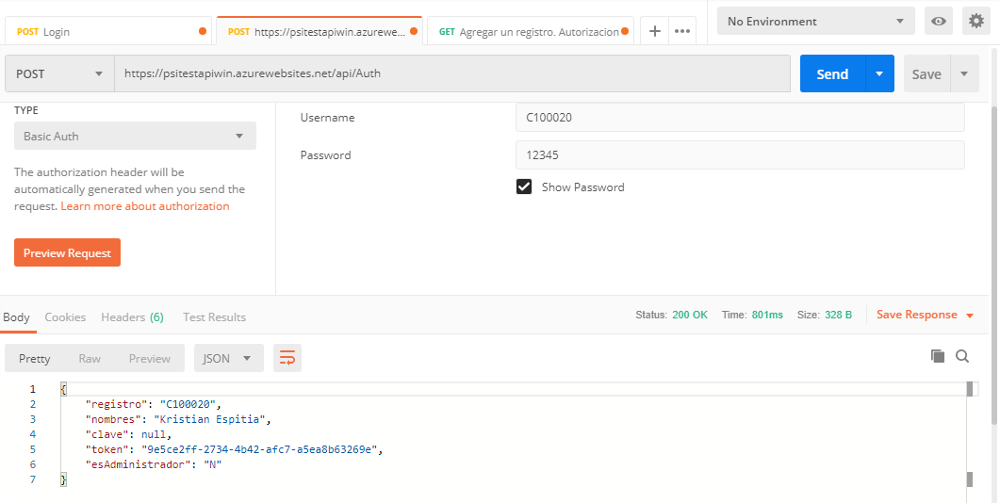 POST Login
POST https://psitestapiwin.azurewe...
GET Agregar un registro. Autorizacion
No Environment
POST
https://psitestapiwin.azurewebsites.net/api/Auth
Send
Save
TYPE
Basic Auth
The authorization header will be
automatically generated when you send the
request. Learn more about authorization
Preview Request
Username
C100020
Password
12345
Show Password
Body
Cookies
Headers (6)
Test Results
Status: 200 OK
Time: 801ms
Size: 328 B
Save Response
Pretty
Raw
Preview
JSON
1 {
2 "registro": "C100020",
3 "nombres": "Kristian Espitia",
4 "clave": null,
5 "token": "9e5ce2ff-2734-4b42-afc7-a5ea8b63269e",
6 "esAdministrador": "N"
7 }